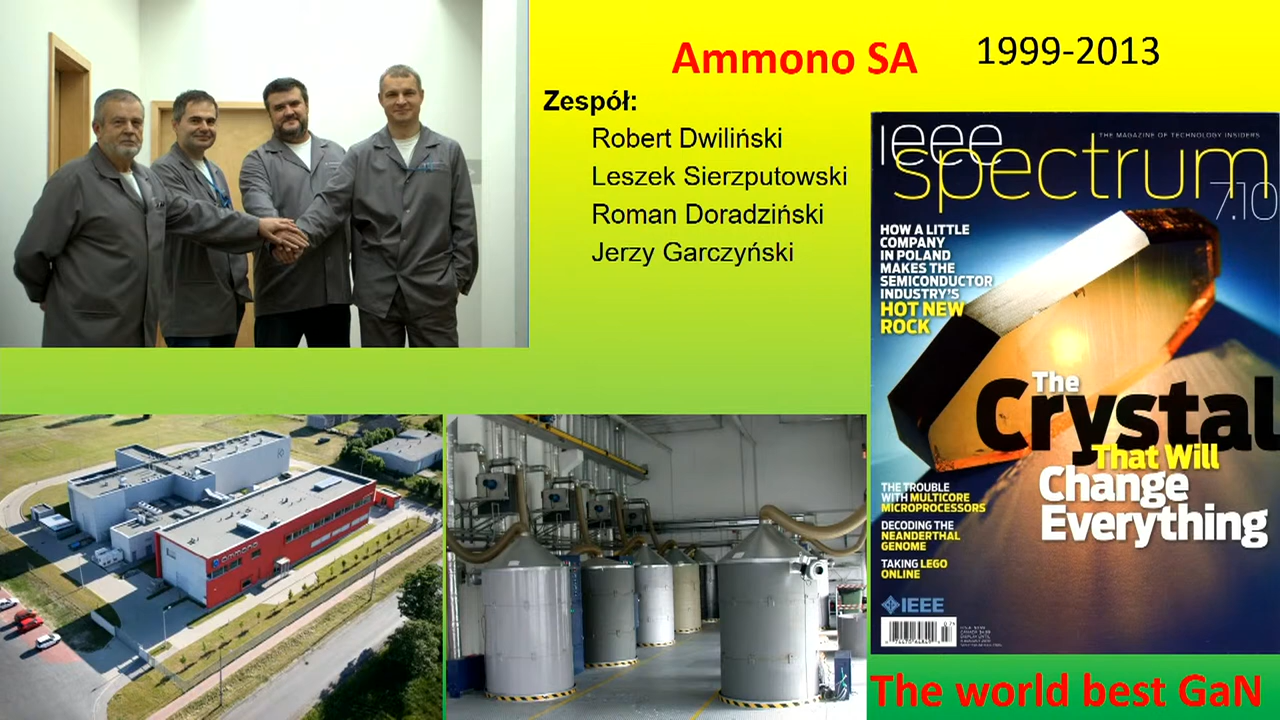 Ammono SA
1999-2013
Zespół:
Robert Dwiliński
Leszek Sierzputowski
Roman Doradziński
Jerzy Garczyński
ieee
THE MAGAZINE OF TECHNOLOGY INSIDERS
spectrum
7.10
HOW A LITTLE
COMPANY
IN POLAND
MAKES THE
SEMICONDUCTOR
INDUSTRY'S
HOT NEW
ROCK
The
Crystal
That Will
Change
Everything
THE TROUBLE
WITH MULTICORE
MICROPROCESSORS
DECODING THE
NEANDERTHAL
GENOME
TAKING LEGO
ONLINE
IEEE
The world best GaN